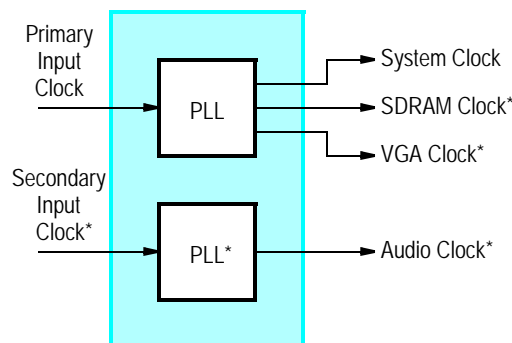 Primary
Input
Clock
PLL
System Clock
SDRAM Clock*
VGA Clock*
Secondary
Input
Clock*
PLL*
Audio Clock*